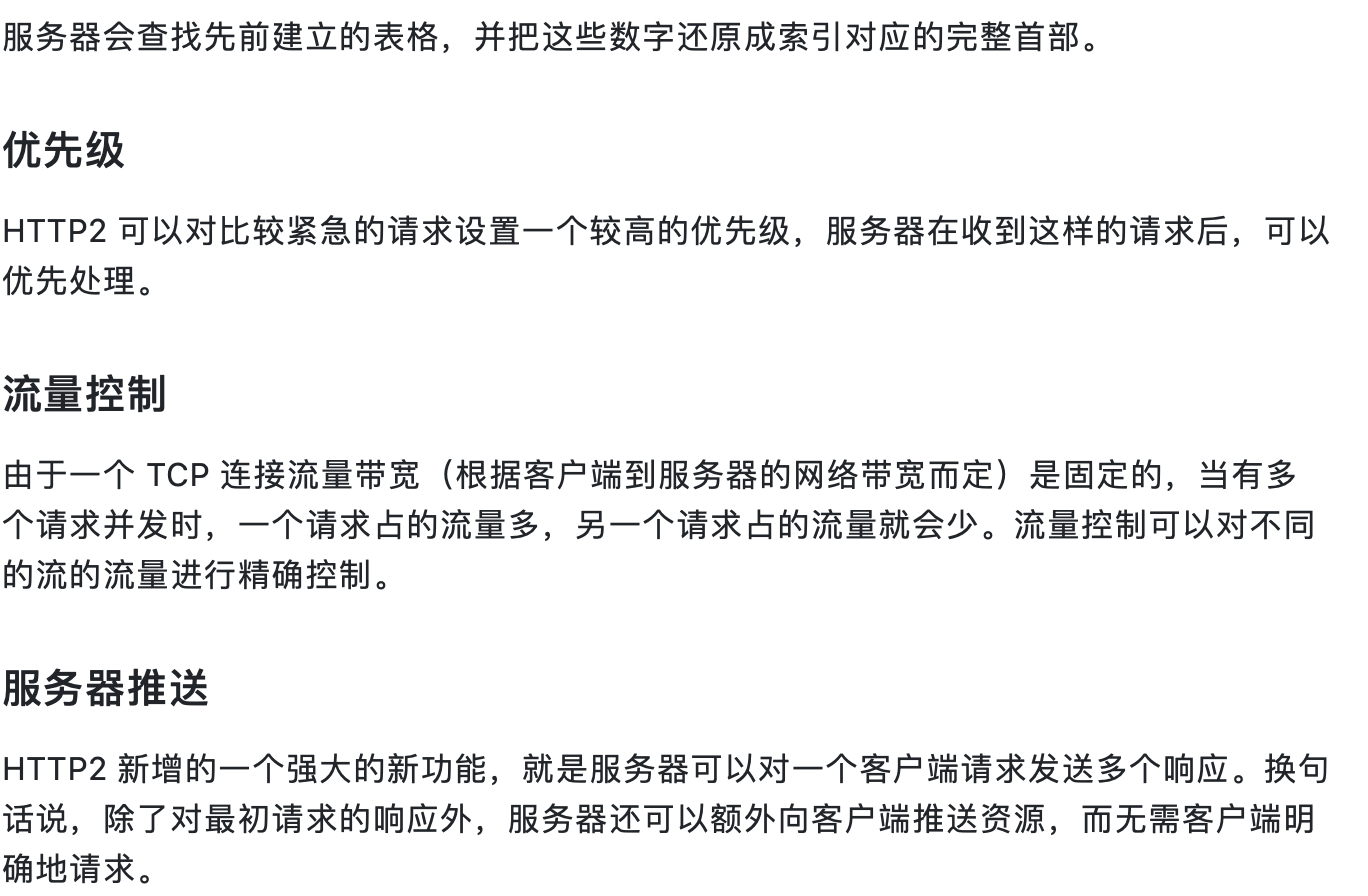 服务器会查找先前建立的表格，并把这些数字还原成索引对应的完整首部。
优先级
HTTP2 可以对比较紧急的请求设置一个较高的优先级，服务器在收到这样的请求后，可以
优先处理。
流量控制
由于一个 TCP 连接流量带宽（根据客户端到服务器的网络带宽而定）是固定的，当有多
个请求并发时，一个请求占的流量多，另一个请求占的流量就会少。流量控制可以对不同
的流的流量进行精确控制。
服务器推送
HTTP2 新增的一个强大的新功能，就是服务器可以对一个客户端请求发送多个响应。换句
话说，除了对最初请求的响应外，服务器还可以额外向客户端推送资源，而无需客户端明
确地请求。